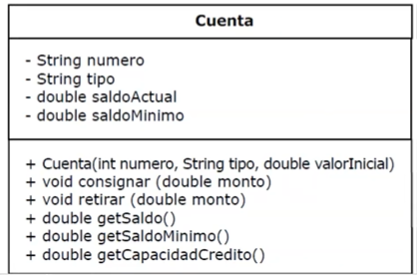 Cuenta
- String numero
- String tipo
- double saldoActual
- double saldoMinimo
+ Cuenta(int numero, String tipo, double valorInicial)
+ void consignar (double monto)
+ void retirar (double monto)
+ double getSaldo()
+ double getSaldoMinimo()
+ double getCapacidadCredito()